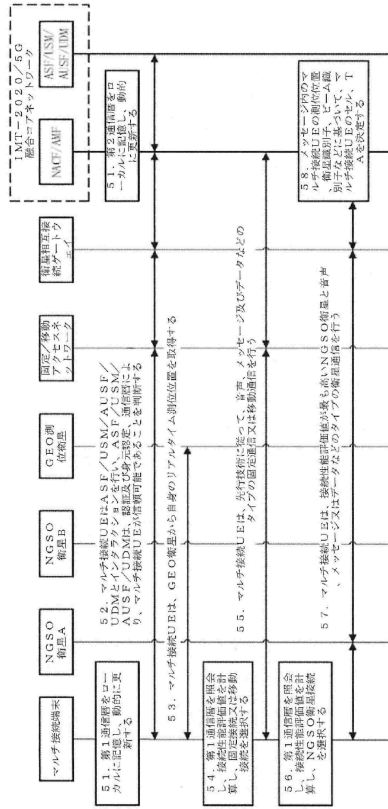 IMT-2020/5G
融合コアネットワーク
マルチ接続端末
NGSO
衛星A
NGSO
衛星B
GEO測
位衛星
固定/移動
アクセスネ
ットワーク
衛星相互接
続ゲートウ
ェイ
NACF/AMF
ASF/USM/
AUSF/UDM
51.第1通信暦をロー
カルに記憶し、動的に更
新する
51.第2通信暦をロ
ーカルに記憶し、動的
に更新する
52.マルチ接続UEはASF/USM/AUSF/
UDMとインタラクションを行い、ASF/USM/
AUSF/UDMは、認証及び身元認定、通信暦によ
り、マルチ接続UEが信頼可能であることを判断する
53.マルチ接続UEは、GEO衛星から自身のリアルタイム測位位置を取得する
54.第1通信暦を照会
し、接続性能評価値を計
算し、固定接続又は移動
接続を選択する
55.マルチ接続UEは、先行技術に従って、音声、メッセージ及びデータなどの
タイプの固定通信又は移動通信を行う
56.第1通信暦を照会
し、接続性能評価値を計
算し、NGSO衛星接続
を選択する
57.マルチ接続UEは、接続性能評価値が最も高いNGSO衛星と音声
、メッセージ又はデータなどのタイプの衛星通信を行う
58.メッセージ内のマ
ルチ接続UEの測位位置
、衛星識別子、ビーム識
別子などに基づいて、マ
ルチ接続UEのセル、T
Aを決定する